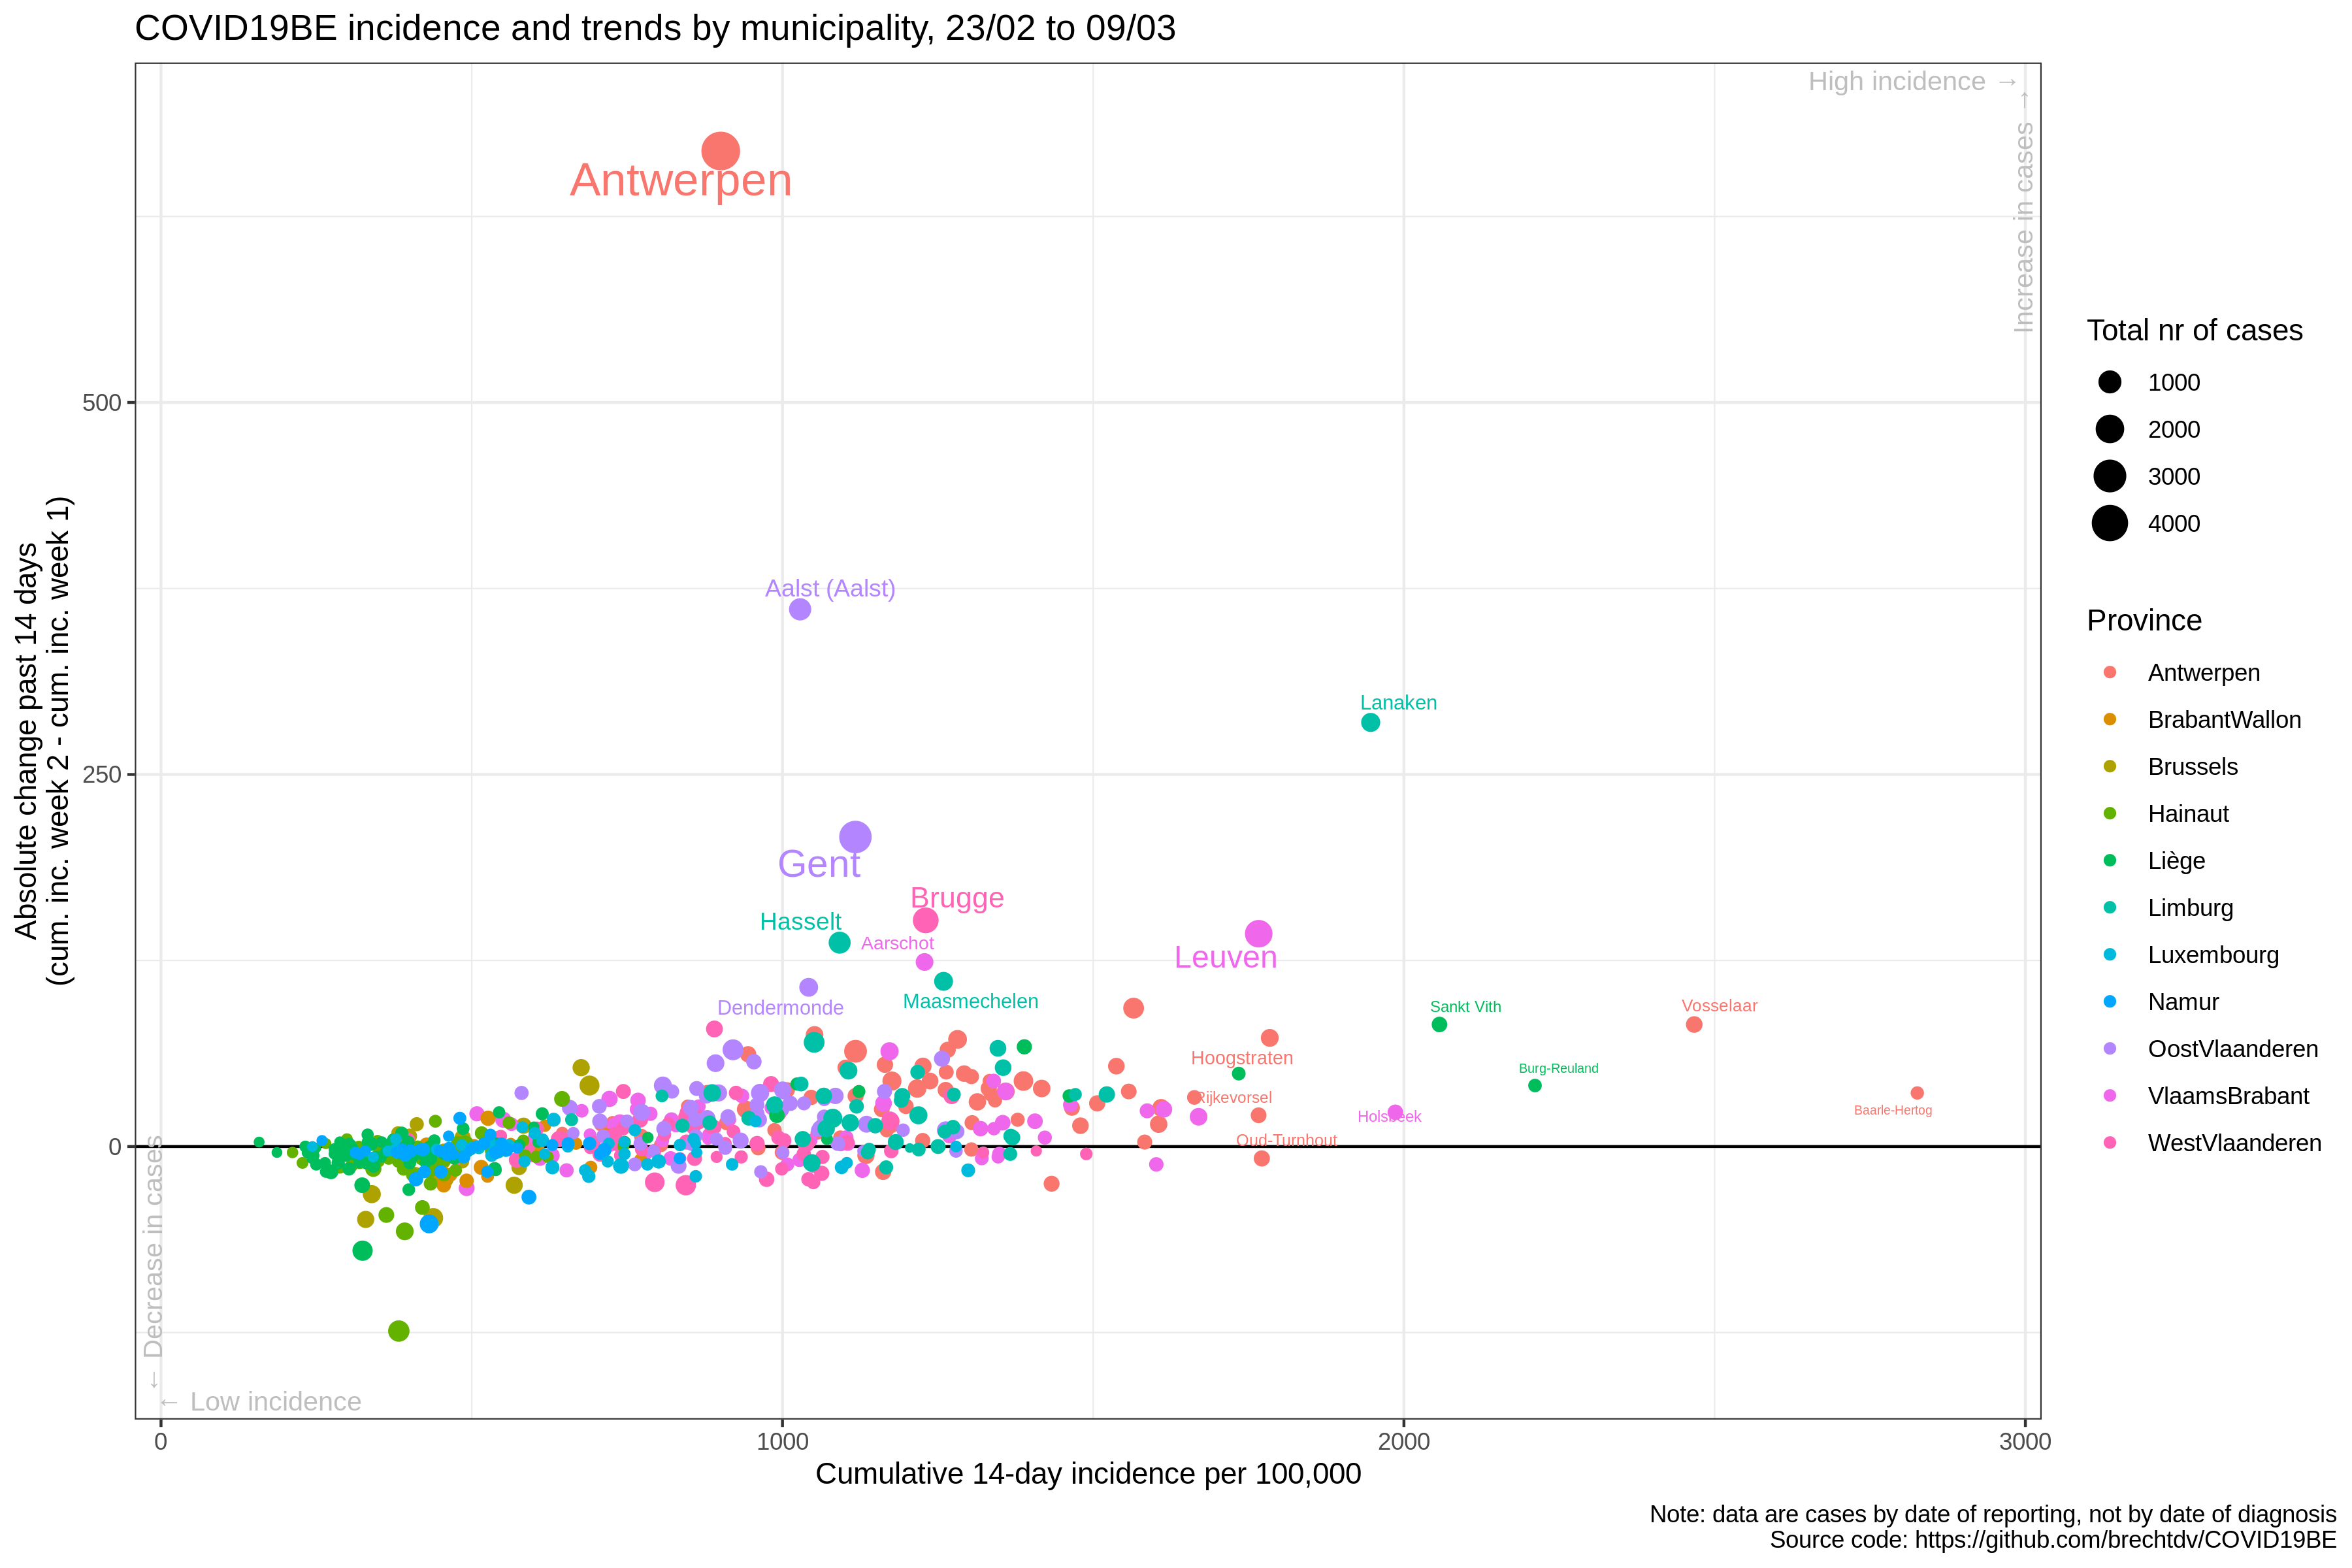 COVID19BE incidence and trends by municipality, 23/02 to 09/03
High incidence →
Increase in cases →
Antwerpen
Aalst (Aalst)
Lanaken
Gent
Brugge
Hasselt
Aarschot
Leuven
Maasmechelen
Dendermonde
Sankt Vith
Vosselaar
Hoogstraten
Burg-Reuland
Rijkevorsel
Baarle-Hertog
Holsbeek
Oud-Turnhout
← Decrease in cases
← Low incidence
500
250
0
Absolute change past 14 days
(cum. inc. week 2 - cum. inc. week 1)
0
1000
2000
3000
Cumulative 14-day incidence per 100,000
Total nr of cases
1000
2000
3000
4000
Province
Antwerpen
BrabantWallon
Brussels
Hainaut
Liège
Limburg
Luxembourg
Namur
OostVlaanderen
VlaamsBrabant
WestVlaanderen
Note: data are cases by date of reporting, not by date of diagnosis
Source code: https://github.com/brechtdv/COVID19BE